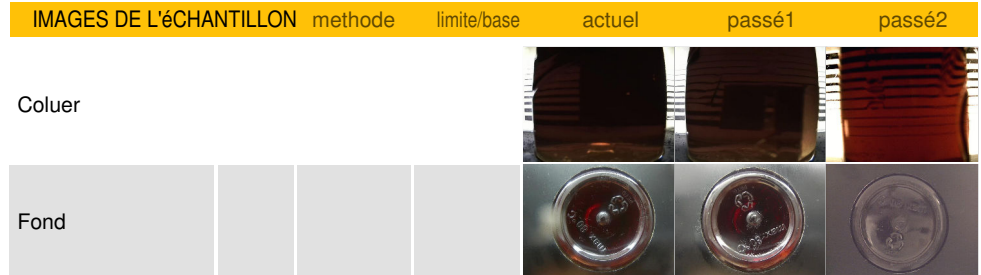 IMAGES DE L'éCHANTILLON methode limite/base actuel passé1 passé2
Coluer
Fond